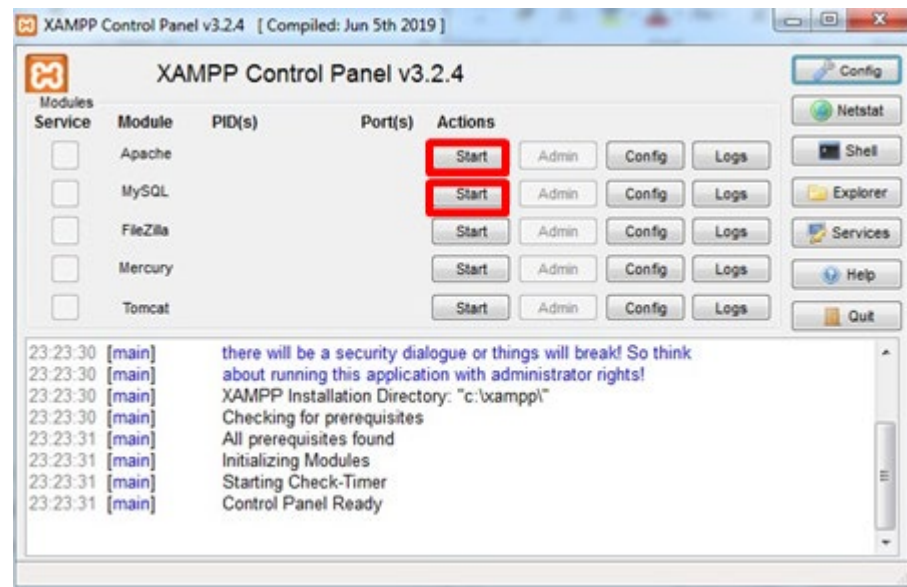 XAMPP Control Panel v3.2.4 [ Compiled: Jun 5th 2019 ]
XAMPP Control Panel v3.2.4
Config
Modules
Service Module PID(s) Port(s) Actions
Netstat
Apache Start Admin Config Logs
Shell
MySQL Start Admin Config Logs
Explorer
FileZilla Start Admin Config Logs
Services
Mercury Start Admin Config Logs
Help
Tomcat Start Admin Config Logs
Quit
23:23:30 [main] there will be a security dialogue or things will break! So think
23:23:30 [main] about running this application with administrator rights!
23:23:30 [main] XAMPP Installation Directory: "c:\xampp\"
23:23:30 [main] Checking for prerequisites
23:23:31 [main] All prerequisites found
23:23:31 [main] Initializing Modules
23:23:31 [main] Starting Check-Timer
23:23:31 [main] Control Panel Ready